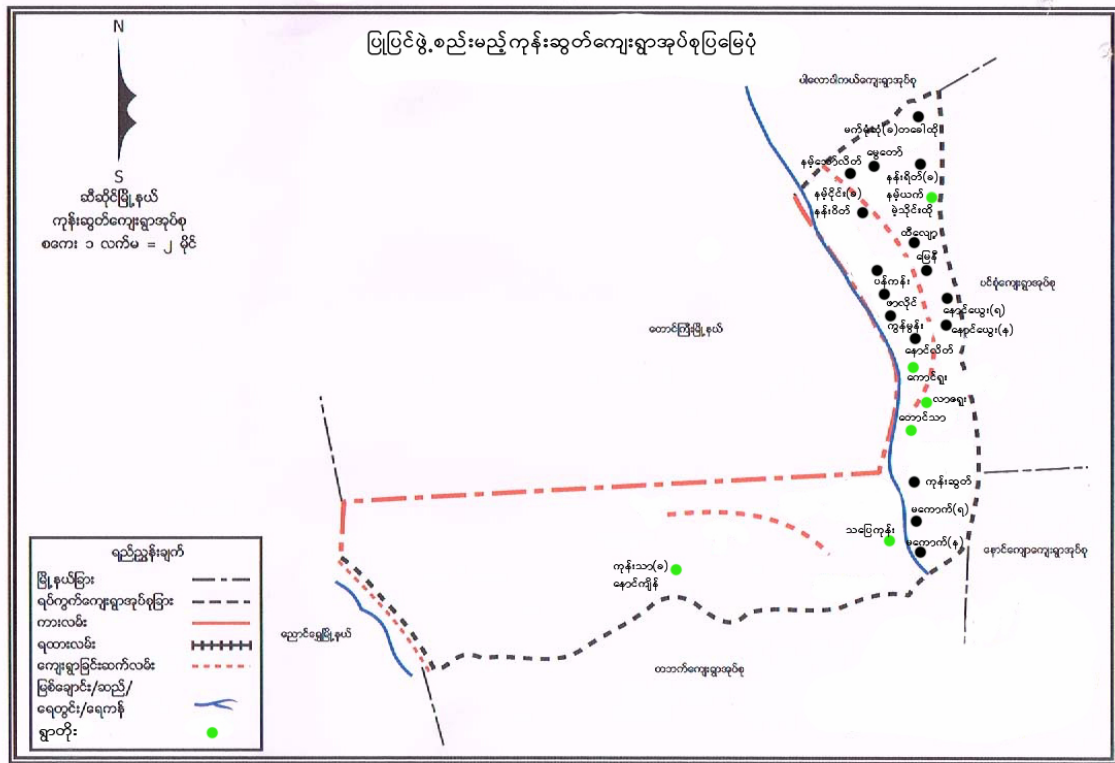 ပြုပြင်ဖွဲ့စည်းမည့်ကုန်းဆွတ်ကျေးရွာအုပ်စုပြမြေပုံ
N
S
ဆီဆိုင်မြို့နယ်
ကုန်းဆွတ်ကျေးရွာအုပ်စု
စကေး ၁ လက်မ = ၂ မိုင်
ပါလောပါကယ်ကျေးရွာအုပ်စု
မက်မုံးဆုံ(ခ)တခေါထို
မွေတော်
နမ့်အော်လိတ်
နန်းရိတ်(ခ)
နမ့်ငိုင်း(ခ)
နမ့်ယက်
နန်းဝိတ်
မဲ့သိုင်းထို
ထီလျော့
မြေနီ
ပန်ကန်း
ပင်စုံကျေးရွာအုပ်စု
ဖာလိုင်
နောင်ယွေး(ရ)
ကွန်မွန်း
နောင်ယွေး(န)
တောင်ကြီးမြို့နယ်
နောင်လိတ်
ကောင်ရှုး
လာရှုး
တောင်သာ
ကုန်းဆွတ်
မကောက်(ရ)
သပြေကုန်း
မကောက်(န)
နောင်ကျောကျေးရွာအုပ်စု
ကုန်းသာ(ခ)
နောင်ကျိန်
ညောင်ရွှေမြို့နယ်
တဘက်ကျေးရွာအုပ်စု
ရည်ညွှန်းချက်
မြို့နယ်ခြား
ရပ်ကွက်ကျေးရွာအုပ်စုခြား
ကားလမ်း
ရထားလမ်း
ကျေးရွာခြင်းဆက်လမ်း
မြစ်ချောင်း/ဆည်/
ရေတွင်း/ရေကန်
ရွာတိုး